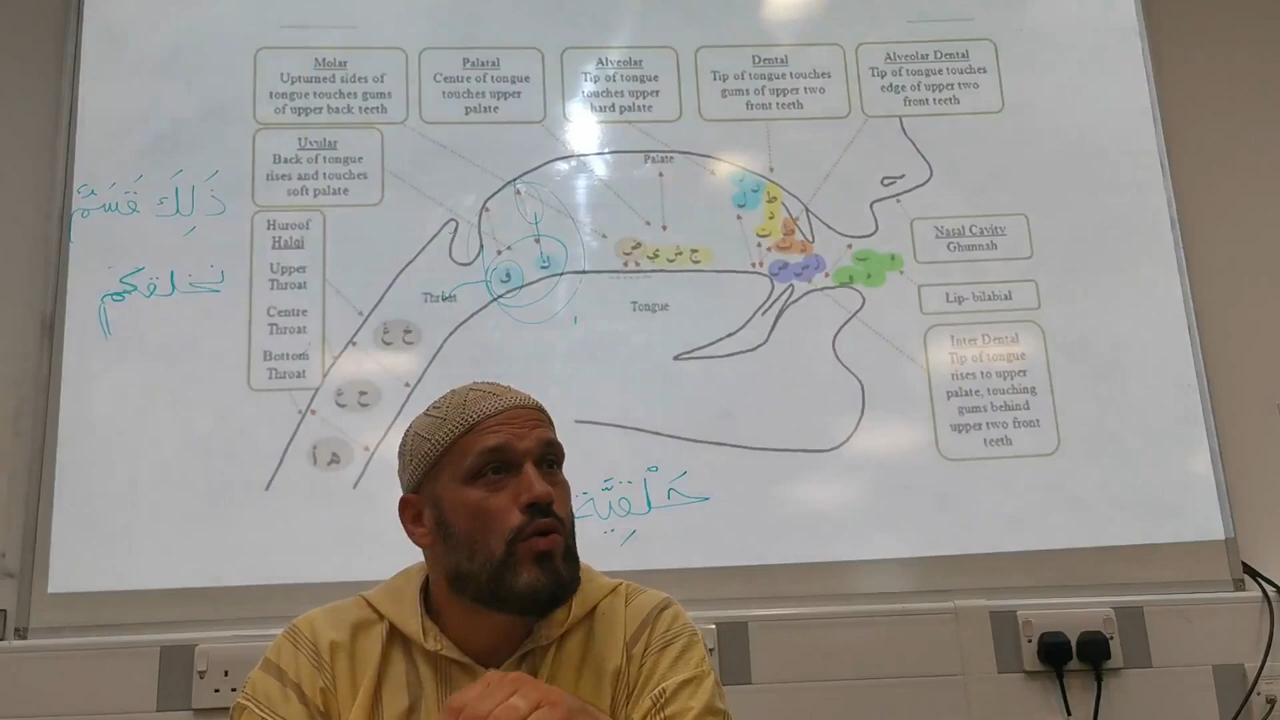 Molar
Upturned sides of
tongue touches gums
of upper back teeth
Palatal
Centre of tongue
touches upper
palate
Alveolar
Tip of tongue
touches upper
hard palate
Dental
Tip of tongue touches
gums of upper two
front teeth
Alveolar Dental
Tip of tongue touches
edge of upper two
front teeth
Uvular
Back of tongue
rises and touches
soft palate
Palate
ذَلِكَ قَسَمٌ
نخلقكم
Huroof
Halqi
Upper
Throat
Centre
Throat
Bottom
Throat
ط
د
ت
ض
ج ش ي
ق
ك
Throat
Tongue
Nasal Cavity
Ghunnah
Lip- bilabial
Inter Dental
Tip of tongue
rises to upper
palate, touching
gums behind
upper two front
teeth
خ غ
ح ع
ه أ
حَلْقِيَّة